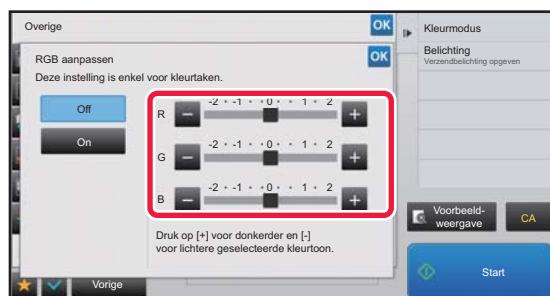 Overige
OK
RGB aanpassen
OK
Deze instelling is enkel voor kleurtaken.
Off
On
R
-2 • -1 • • 0 • • 1 • 2
G
-2 • -1 • • 0 • • 1 • 2
B
-2 • -1 • • 0 • • 1 • 2
Druk op [+] voor donkerder en [-]
voor lichtere geselecteerde kleurtoon.
Vorige
Kleurmodus
Belichting
Verzendbelichting opgeven
Voorbeeld-
weergave
CA
Start